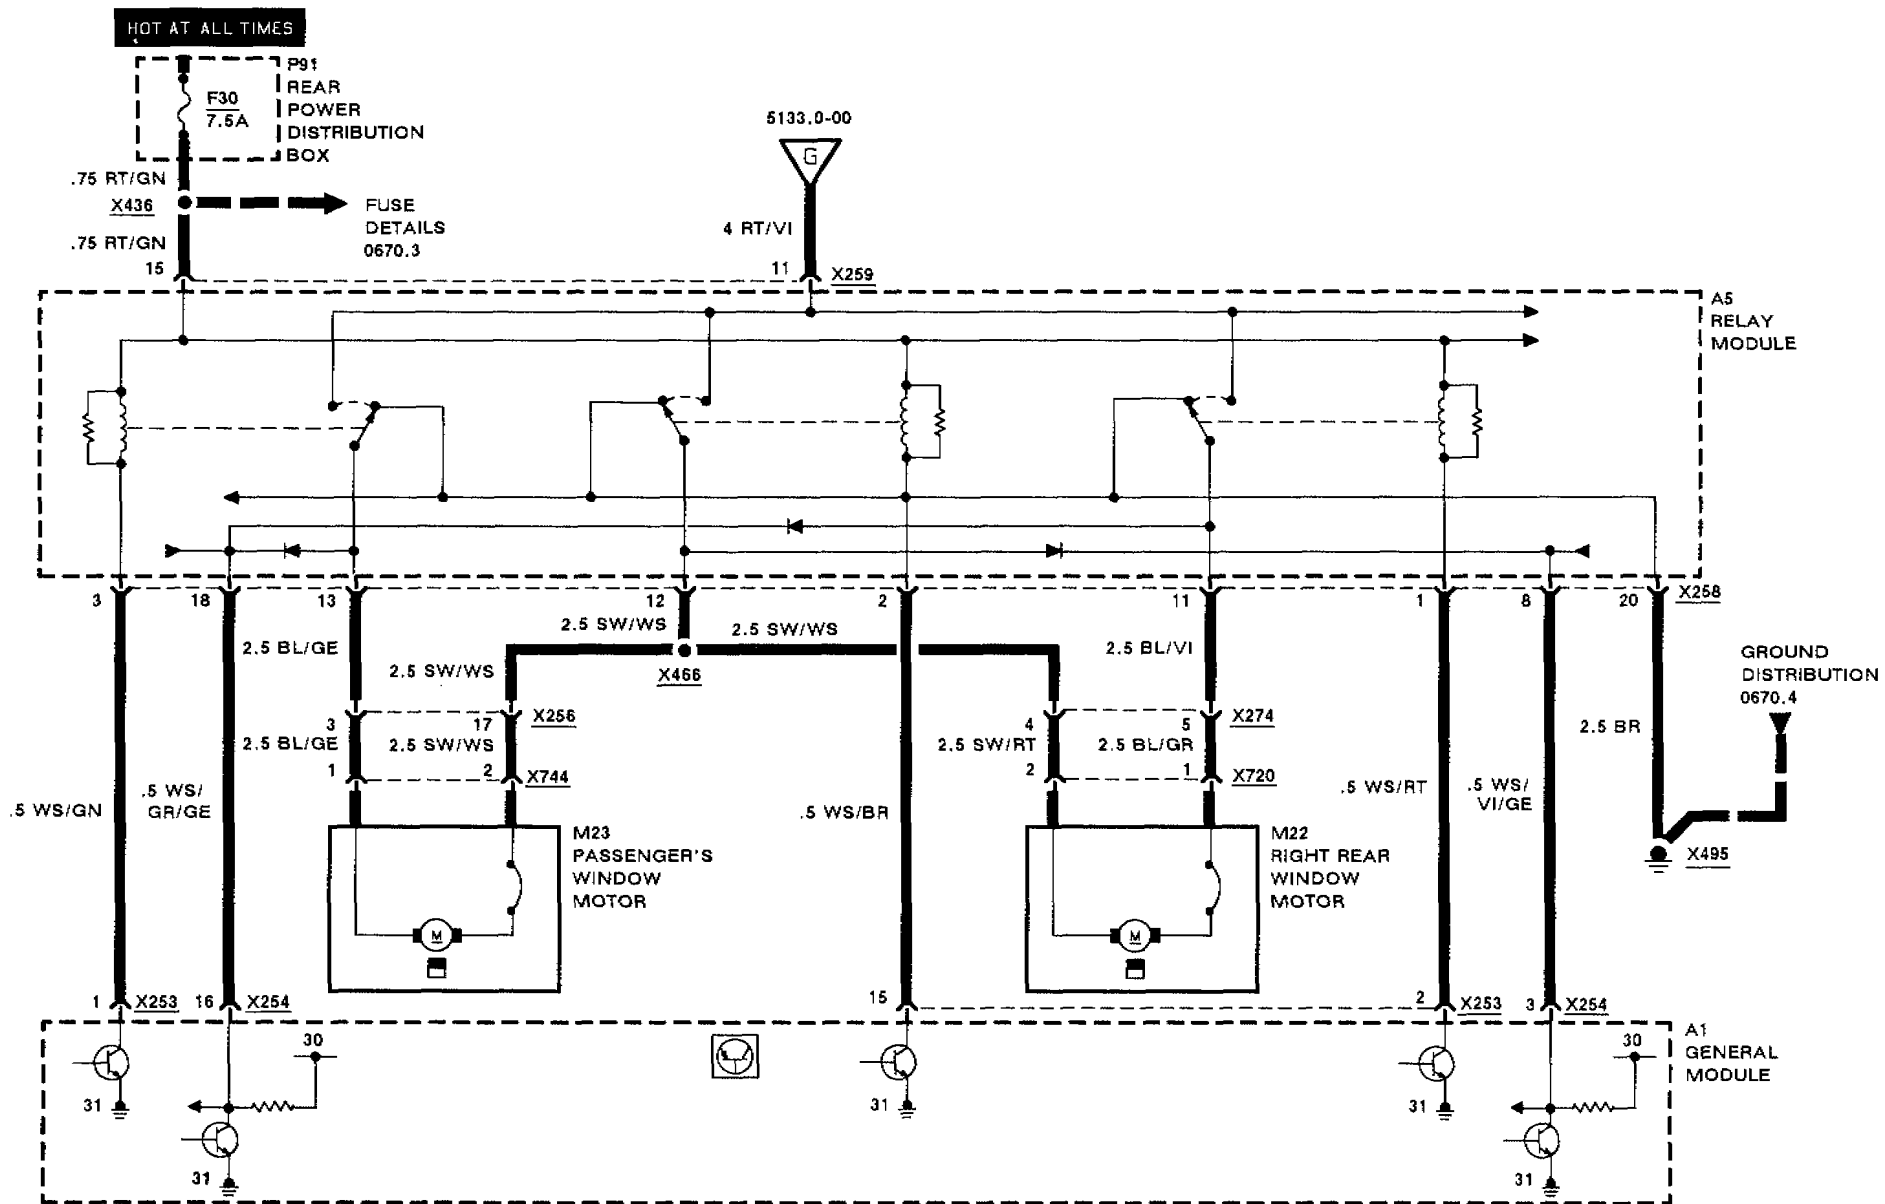 HOT AT ALL TIMES
P91
REAR
POWER
DISTRIBUTION
BOX
F30
7.5A
.75 RT/GN
X436
.75 RT/GN
15
FUSE
DETAILS
0670.3
5133.0-00
G
4 RT/VI
11
X259
A5
RELAY
MODULE
3
18
13
12
2
11
1
8
20
X258
2.5 BL/GE
2.5 SW/WS
2.5 SW/WS
2.5 SW/WS
X466
2.5 BL/VI
GROUND
DISTRIBUTION
0670.4
3
17
X256
4
5
X274
2.5 BR
2.5 BL/GE
2.5 SW/WS
2.5 SW/RT
2.5 BL/GR
1
2
X744
2
1
X720
.5 WS/GN
.5 WS/
GR/GE
.5 WS/BR
.5 WS/RT
.5 WS/
VI/GE
M23
PASSENGER'S
WINDOW
MOTOR
M
M22
RIGHT REAR
WINDOW
MOTOR
M
X495
1
X253
16
X254
15
2
X253
3
X254
A1
GENERAL
MODULE
30
30
31
31
31
31
31